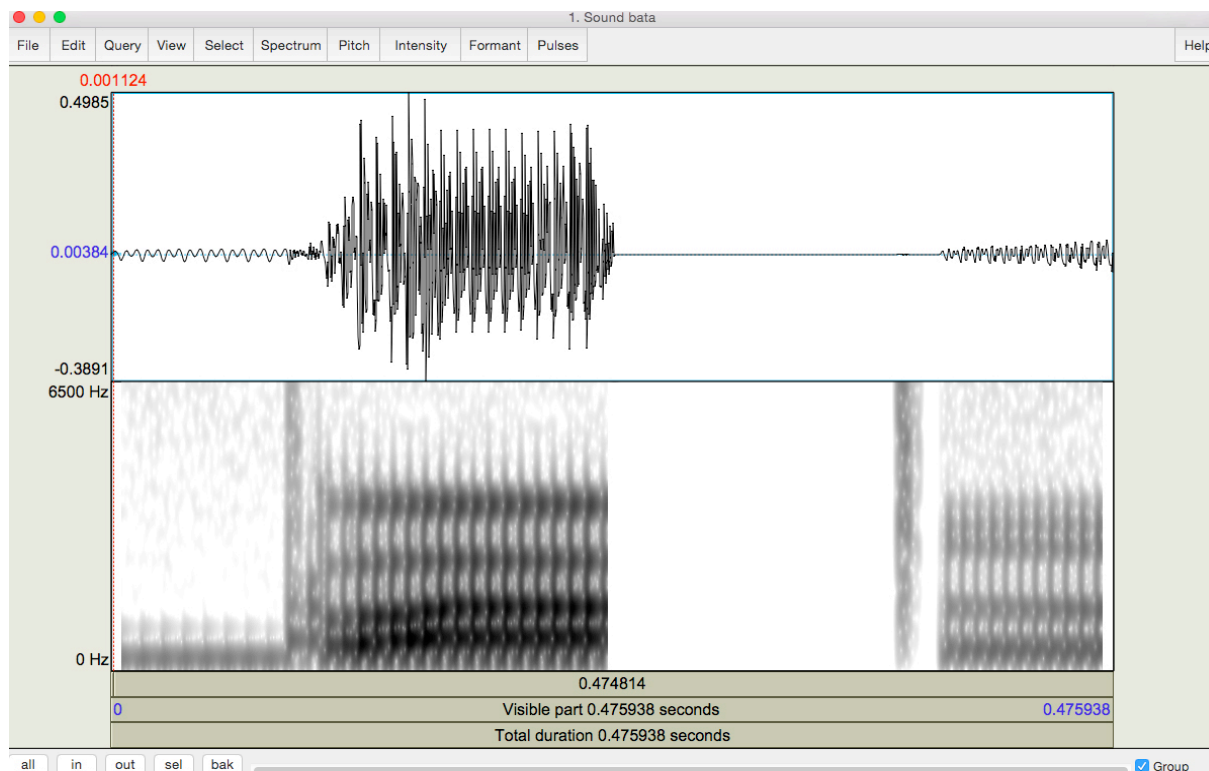 1. Sound bata
File Edit Query View Select Spectrum Pitch Intensity Formant Pulses Help
0.001124
0.4985
0.00384
-0.3891
6500 Hz
0 Hz
0.474814
0 Visible part 0.475938 seconds 0.475938
Total duration 0.475938 seconds
all in out sel bak Group